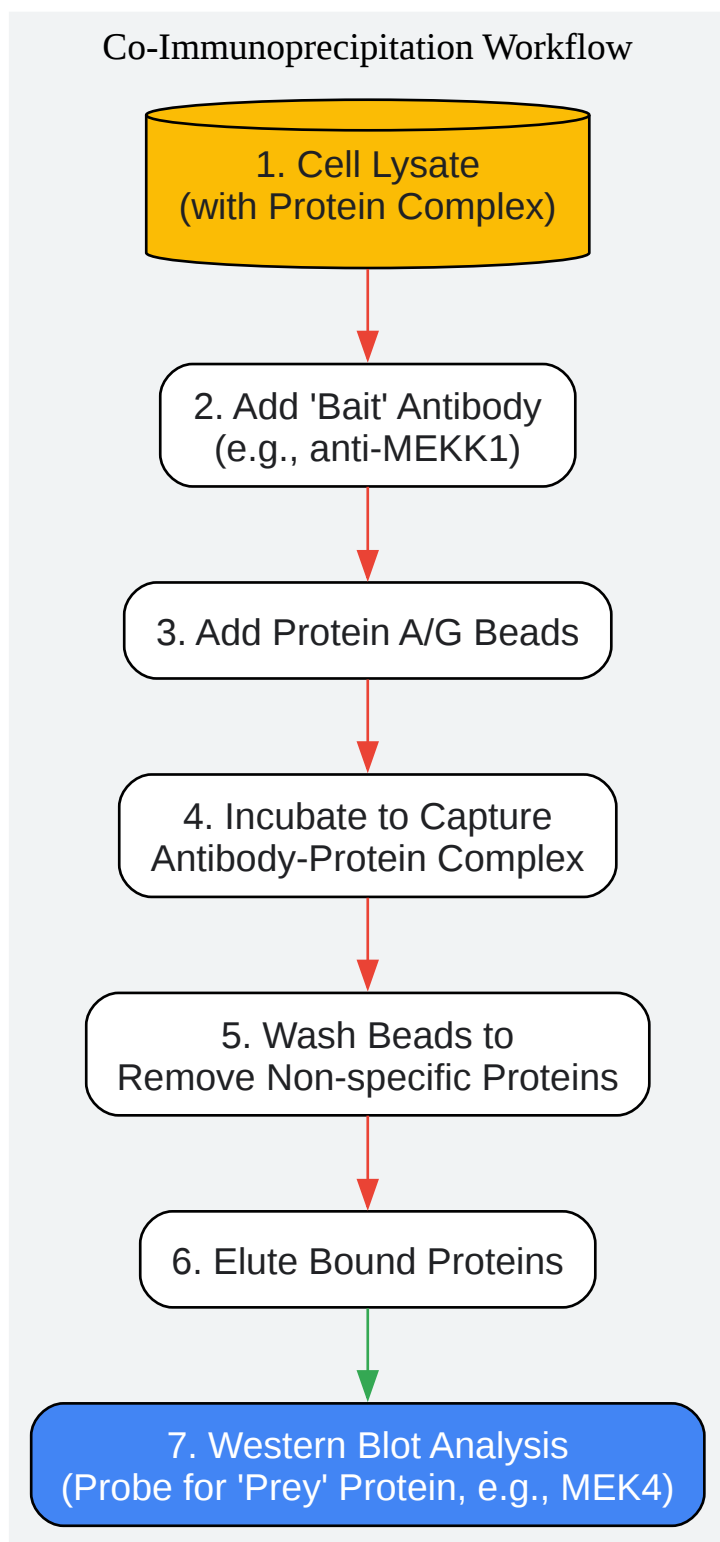 Co-Immunoprecipitation Workflow
1. Cell Lysate
(with Protein Complex)
2. Add 'Bait' Antibody
(e.g., anti-MEKK1)
3. Add Protein A/G Beads
4. Incubate to Capture
Antibody-Protein Complex
5. Wash Beads to
Remove Non-specific Proteins
6. Elute Bound Proteins
7. Western Blot Analysis
(Probe for 'Prey' Protein, e.g., MEK4)